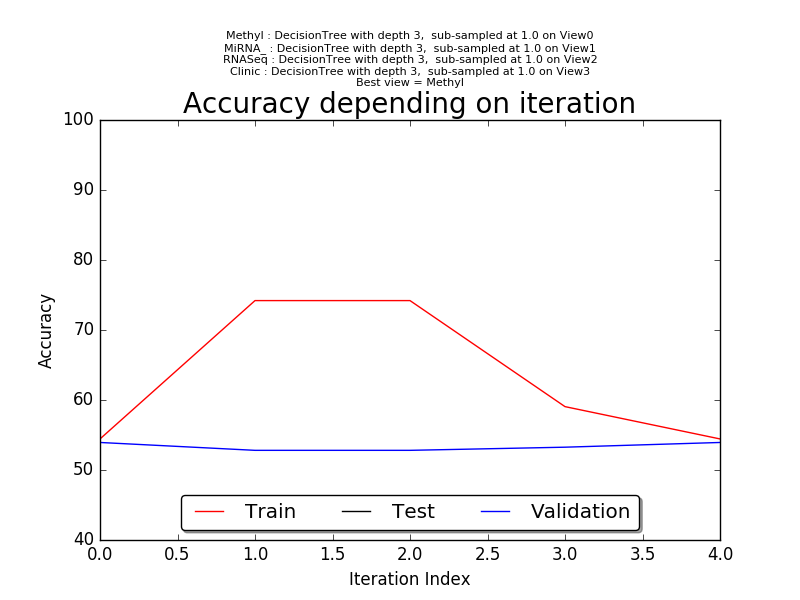 Methyl : DecisionTree with depth 3,  sub-sampled at 1.0 on View0
MiRNA_ : DecisionTree with depth 3,  sub-sampled at 1.0 on View1
RNASeq : DecisionTree with depth 3,  sub-sampled at 1.0 on View2
Clinic : DecisionTree with depth 3,  sub-sampled at 1.0 on View3
Best view = Methyl
Accuracy depending on iteration
100
90
80
70
60
50
40
Accuracy
Train Test Validation
0.0 0.5 1.0 1.5 2.0 2.5 3.0 3.5 4.0
Iteration Index